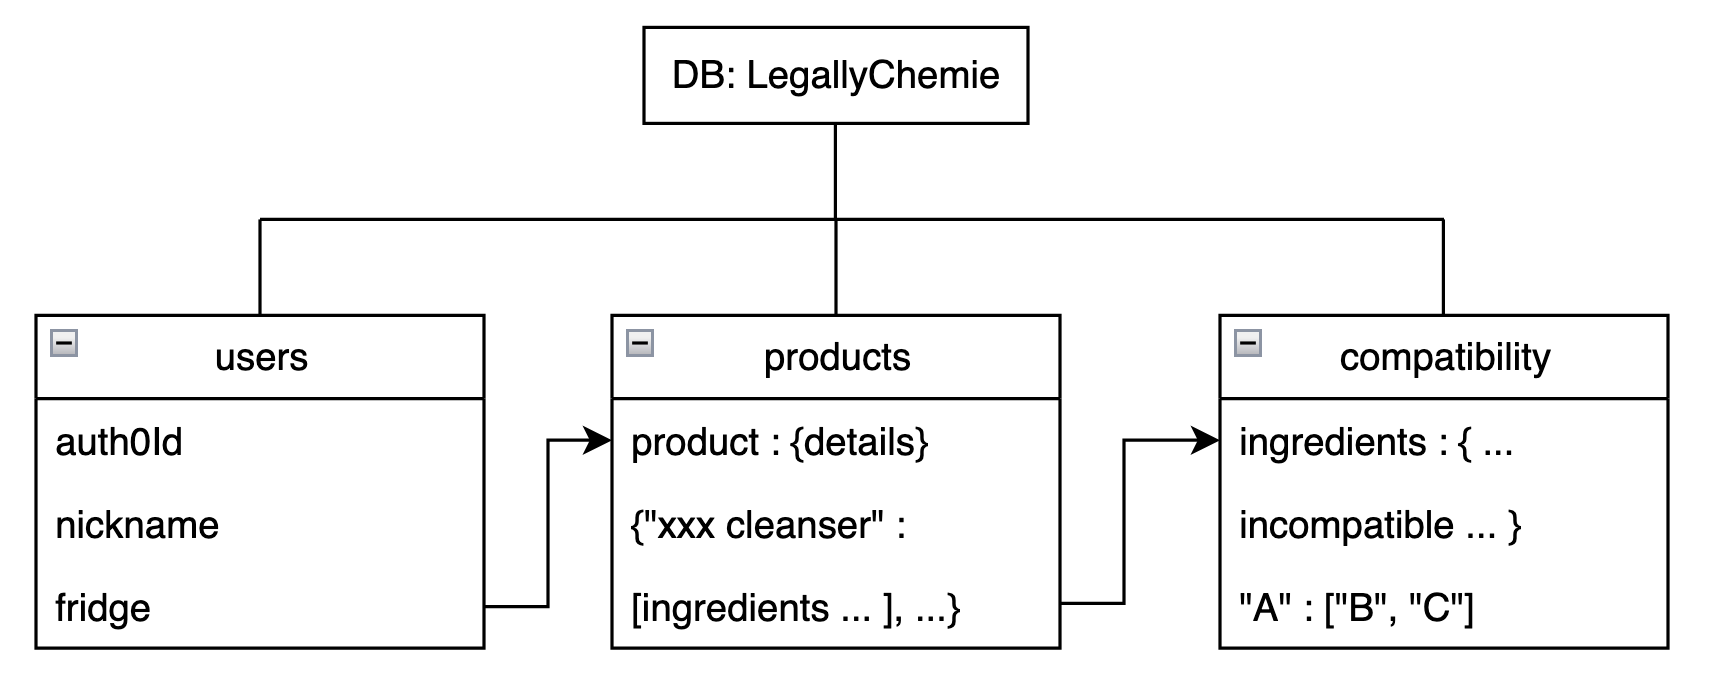 DB: LegallyChemie
users
auth0Id
nickname
fridge
products
product : {details}
{"xxx cleanser" :
[ingredients ... ], ...}
compatibility
ingredients : { ...
incompatible ... }
"A" : ["B", "C"]